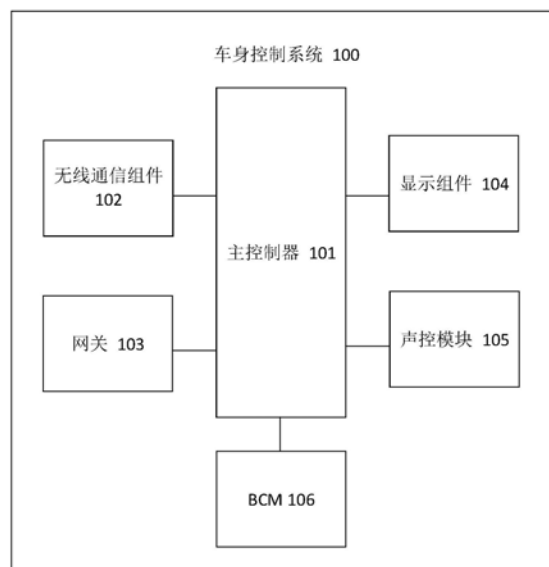 车身控制系统 100
无线通信组件
102
显示组件 104
主控制器 101
网关 103
声控模块 105
BCM 106